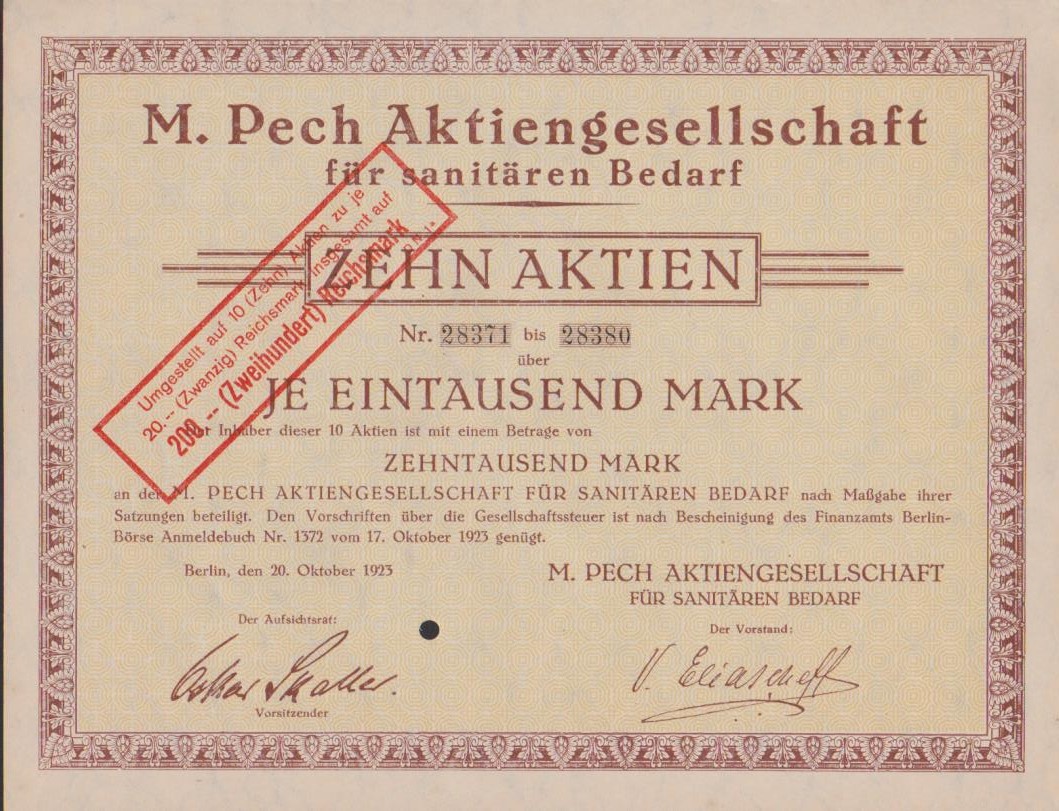 M. Pech Aktiengesellschaft
für sanitären Bedarf
ZEHN AKTIEN
Nr. 28371 bis 28380
über
JE EINTAUSEND MARK
Der Inhaber dieser 10 Aktien ist mit einem Betrage von
ZEHNTAUSEND MARK
an der M. PECH AKTIENGESELLSCHAFT FÜR SANITÄREN BEDARF nach Maßgabe ihrer
Satzungen beteiligt. Den Vorschriften über die Gesellschaftssteuer ist nach Bescheinigung des Finanzamts Berlin-
Börse Anmeldebuch Nr. 1372 vom 17. Oktober 1923 genügt.
Berlin, den 20. Oktober 1923
M. PECH AKTIENGESELLSCHAFT
FÜR SANITÄREN BEDARF
Der Aufsichtsrat:
Der Vorstand:
V. Eliascheff
Vorsitzender
Umgestellt auf 10 (Zehn) Aktien zu je
20.-- (Zwanzig) Reichsmark insgesamt auf
200.-- (Zweihundert) Reichsmark